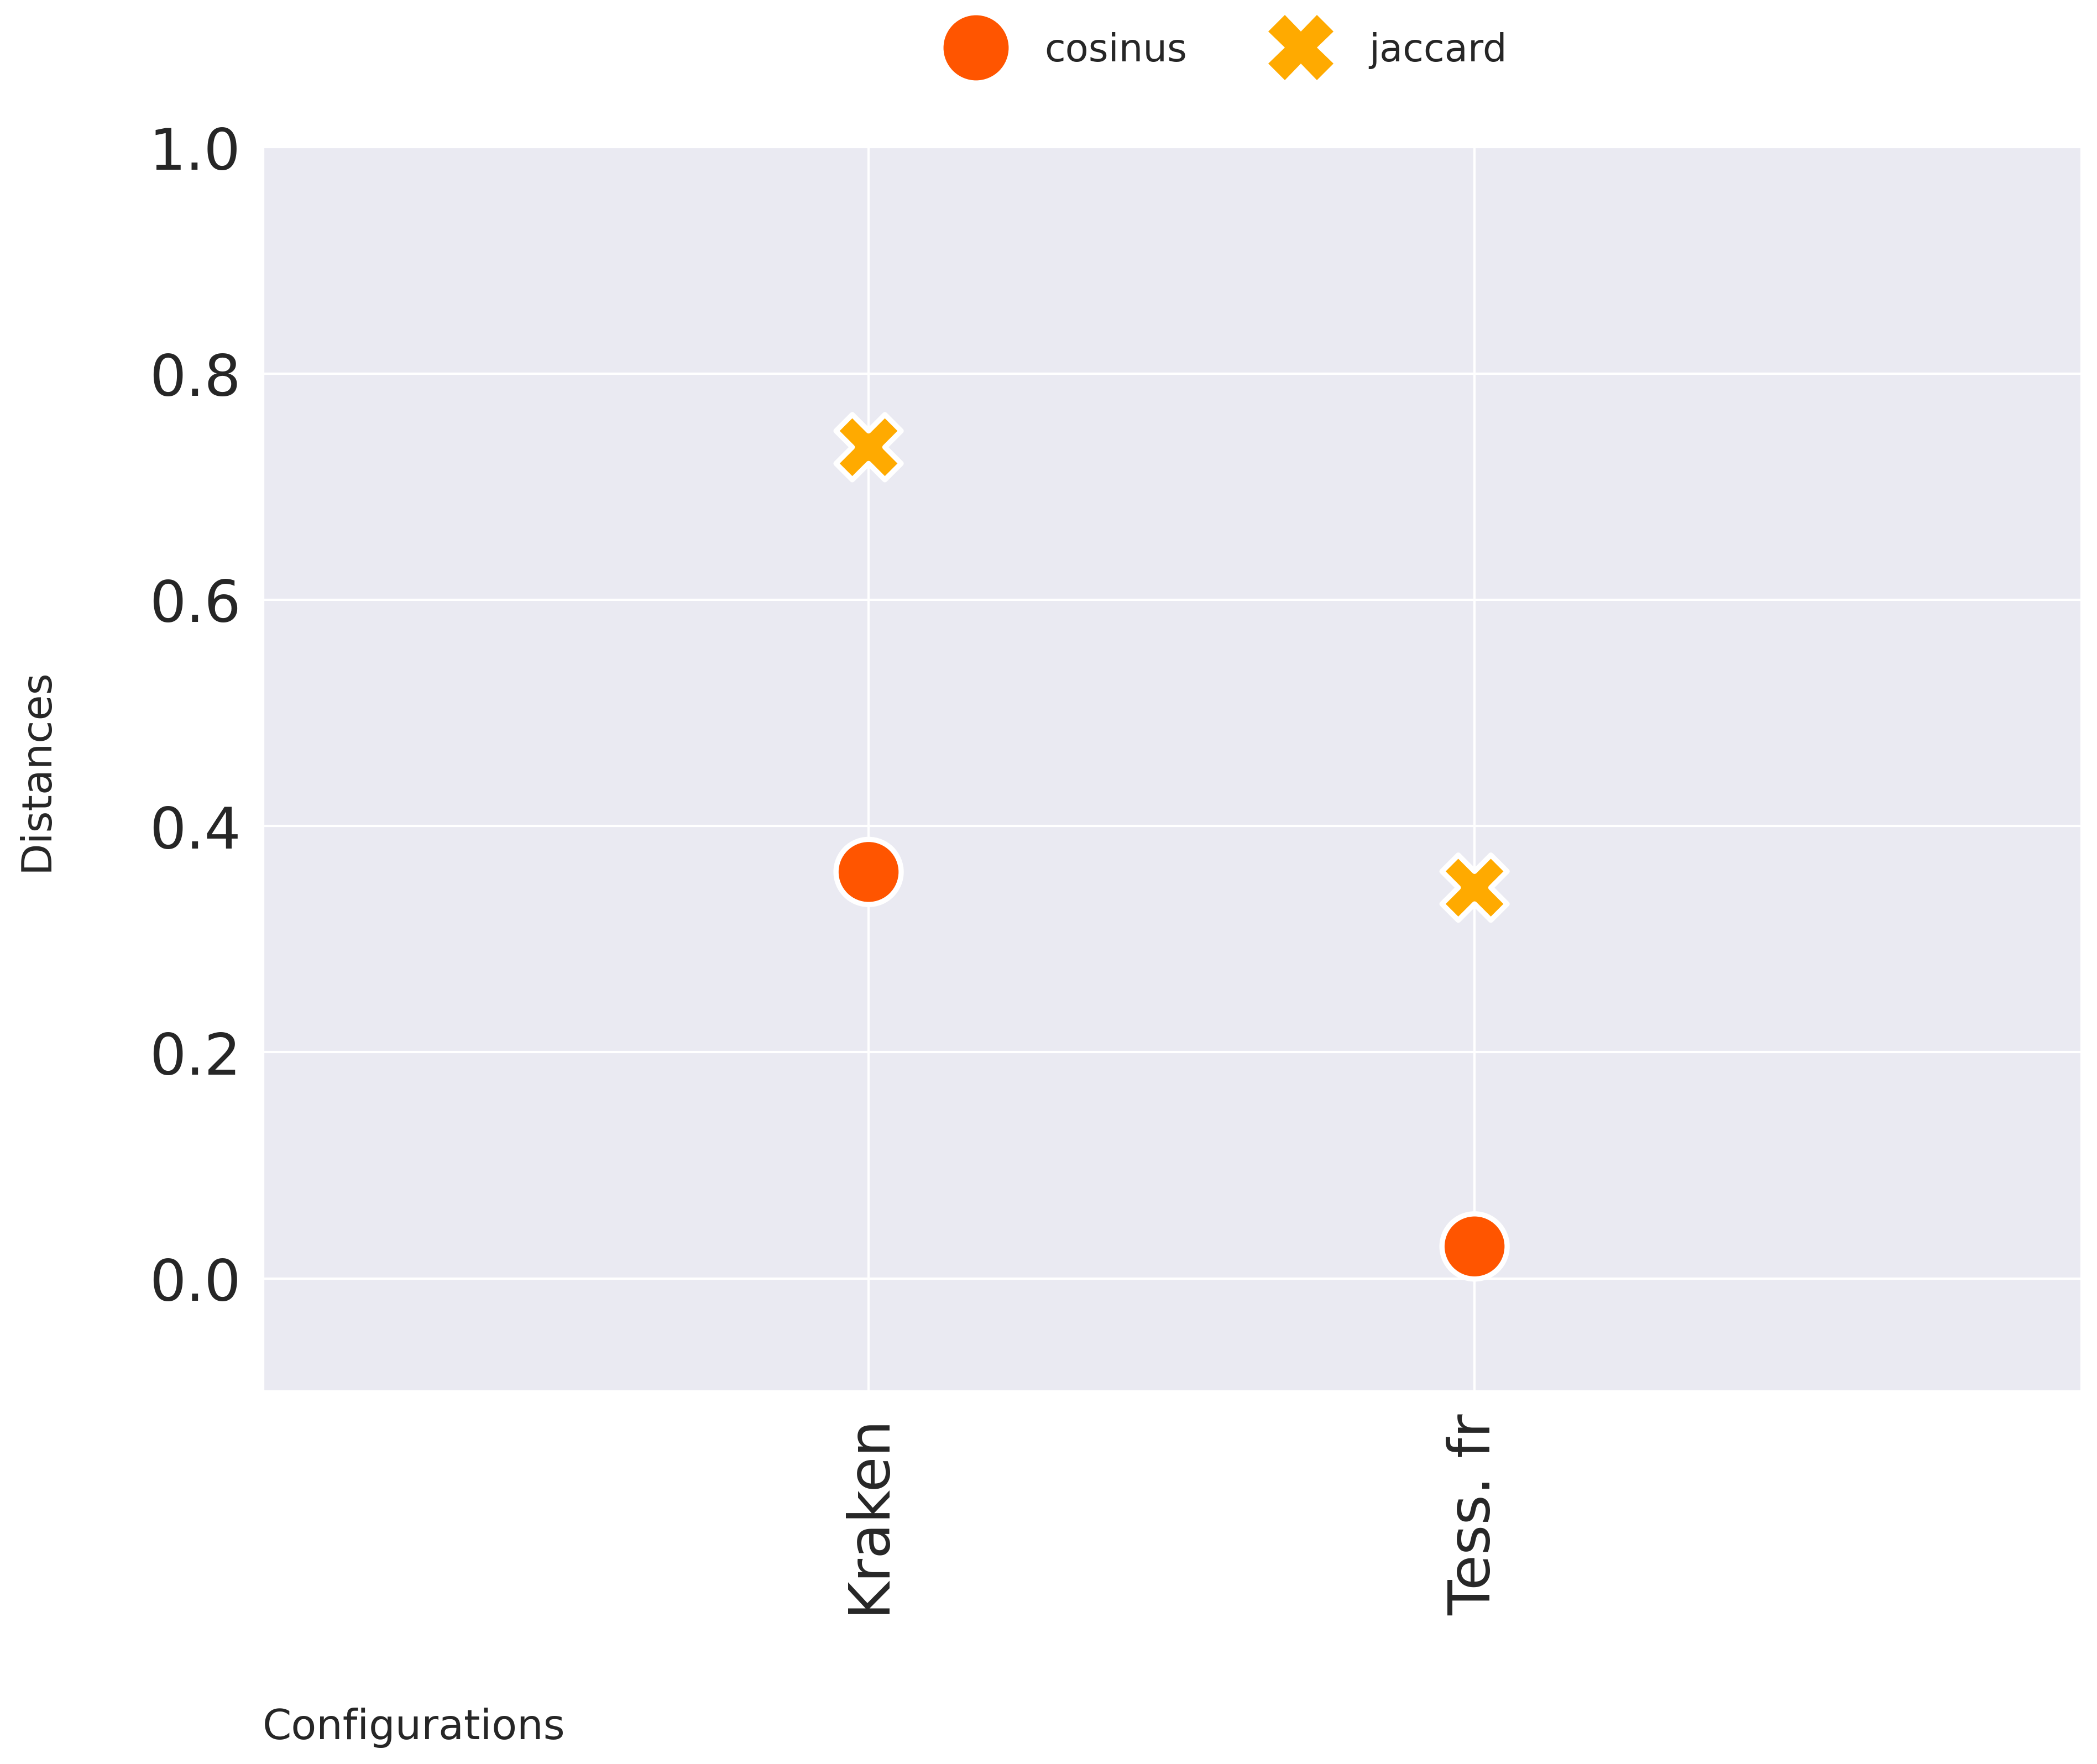 cosinus jaccard
1.0
0.8
0.6
0.4
0.2
0.0
Distances
Kraken
Tess. fr
Configurations